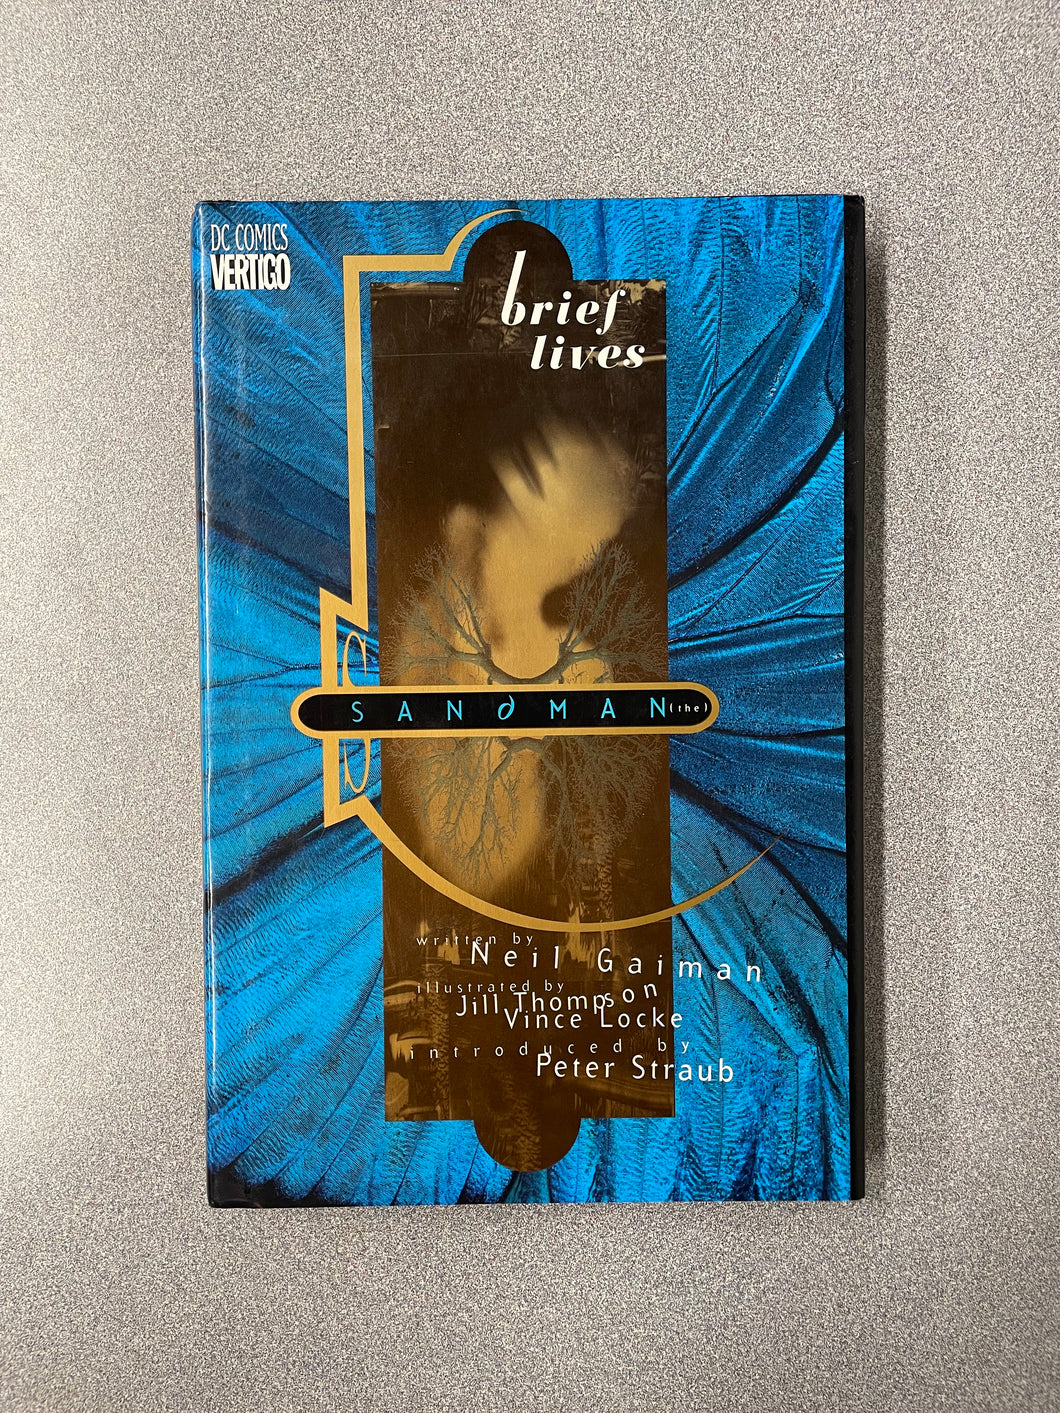 DC COMICS
VERTIGO
brief
lives
SANdMAN (the)
written by
Neil Gaiman
illustrated by
Jill Thompson
Vince Locke
introduced by
Peter Straub